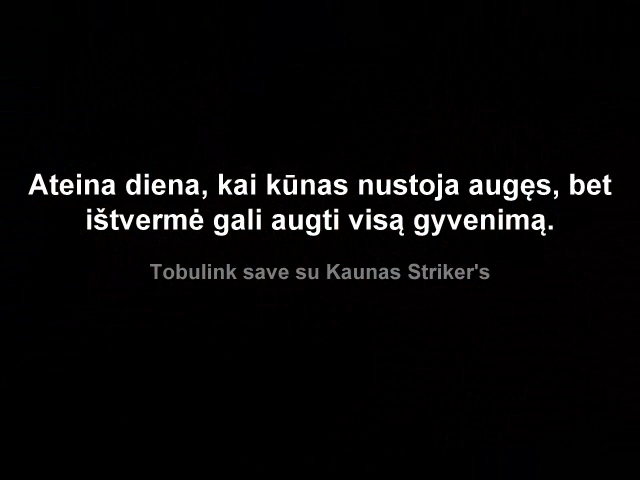 Ateina diena, kai kūnas nustoja augęs, bet
ištvermė gali augti visą gyvenimą.
Tobulink save su Kaunas Striker's